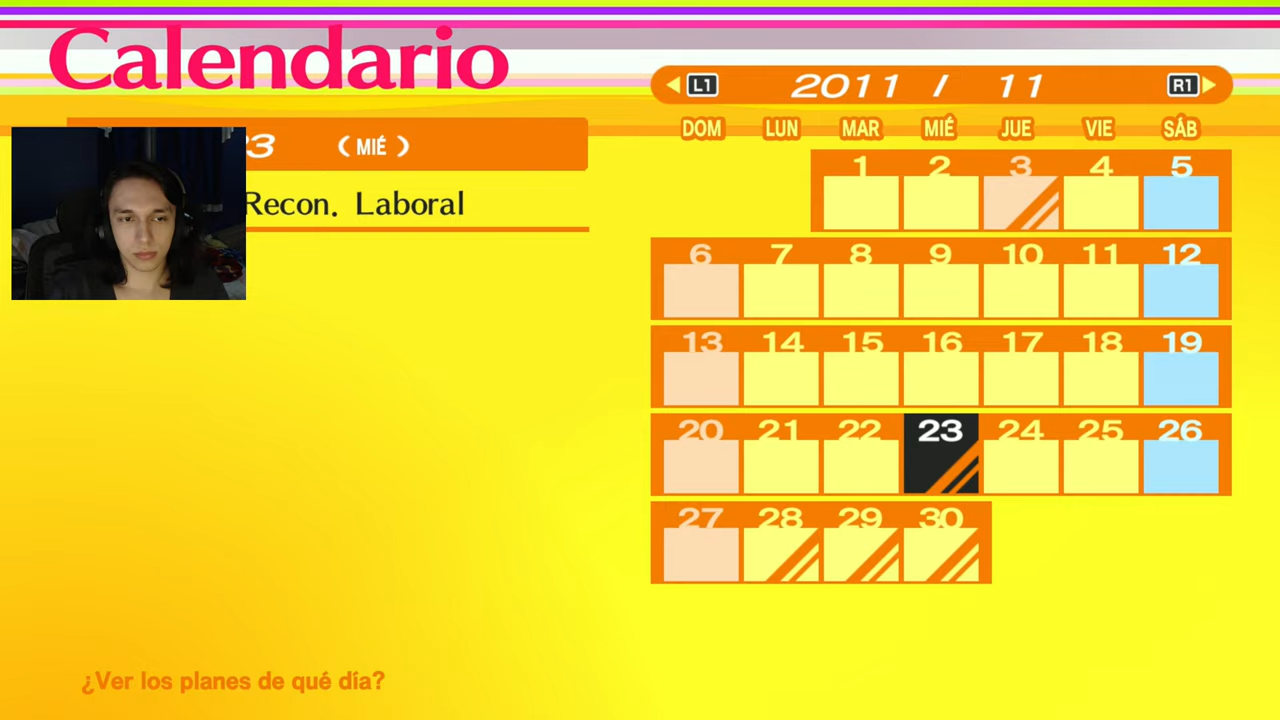 Calendario
L1 2011 / 11 R1
DOM LUN MAR MIÉ JUE VIE SÁB
3 ( MIÉ )
Recon. Laboral
1 2 3 4 5
6 7 8 9 10 11 12
13 14 15 16 17 18 19
20 21 22 23 24 25 26
27 28 29 30
¿Ver los planes de qué día?